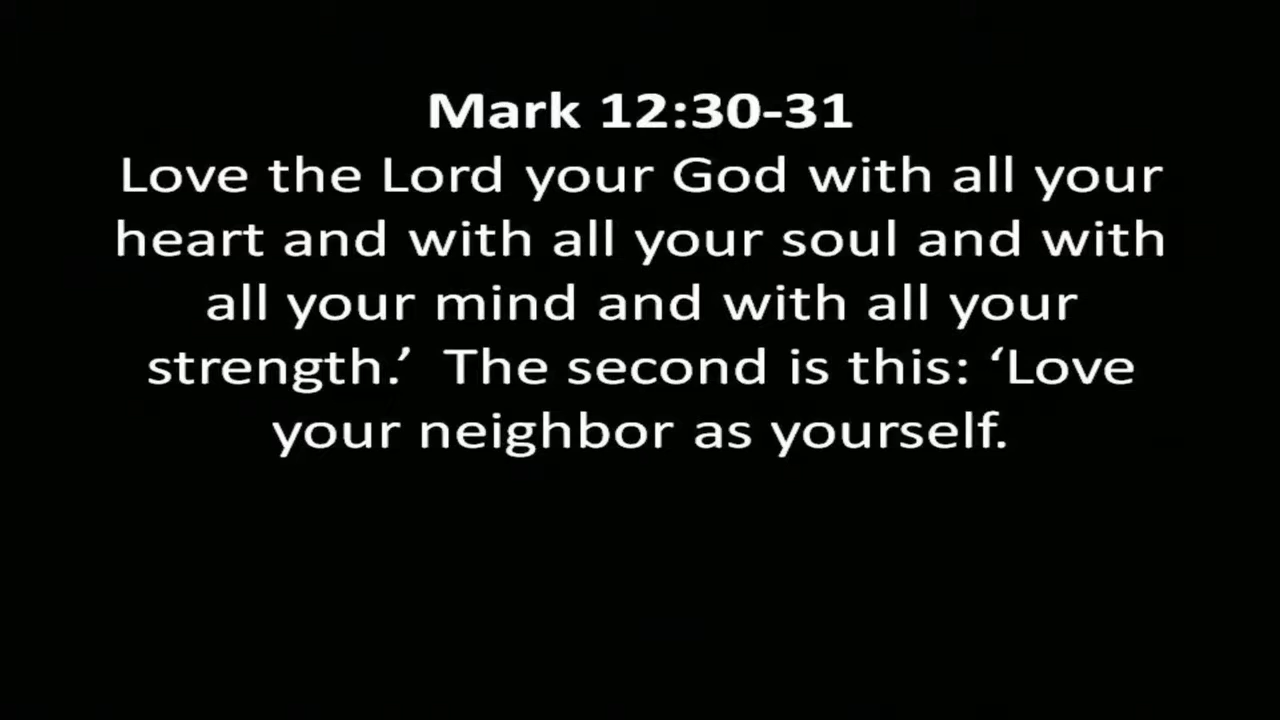 Mark 12:30-31
Love the Lord your God with all your
heart and with all your soul and with
all your mind and with all your
strength.’  The second is this: ‘Love
your neighbor as yourself.